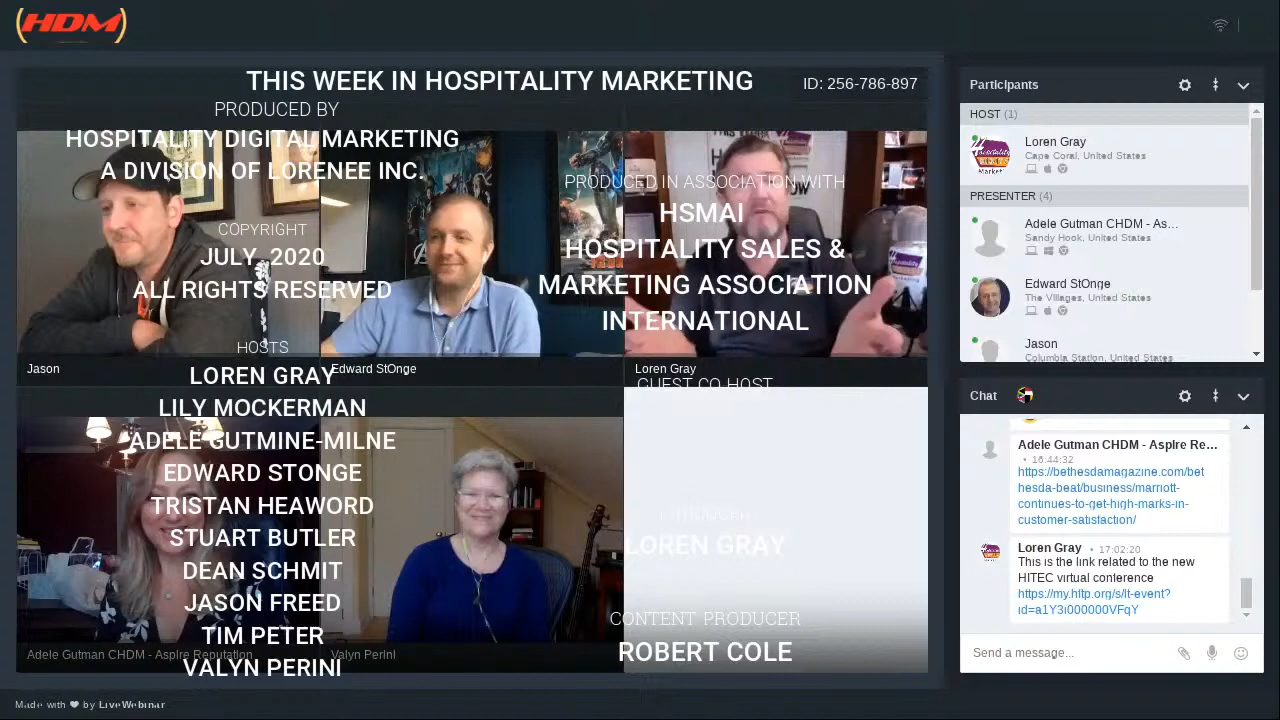 HDM
THIS WEEK IN HOSPITALITY MARKETING
ID: 256-786-897
PRODUCED BY
HOSPITALITY DIGITAL MARKETING
A DIVISION OF LORENEE INC.
COPYRIGHT
JULY, 2020
ALL RIGHTS RESERVED
HOSTS
LOREN GRAY
LILY MOCKERMAN
ADELE GUTMINE-MILNE
EDWARD STONGE
TRISTAN HEAWORD
STUART BUTLER
DEAN SCHMIT
JASON FREED
TIM PETER
VALYN PERINI
PRODUCED IN ASSOCIATION WITH
HSMAI
HOSPITALITY SALES &
MARKETING ASSOCIATION
INTERNATIONAL
GUEST CO HOST
PRODUCER
LOREN GRAY
CONTENT PRODUCER
ROBERT COLE
Jason
Edward StOnge
Loren Gray
Adele Gutman CHDM - Aspire Reputation
Valyn Perini
Participants
HOST (1)
Loren Gray
Cape Coral, United States
PRESENTER (4)
Adele Gutman CHDM - As...
Sandy Hook, United States
Edward StOnge
The Villages, United States
Jason
Columbia Station, United States
Chat
Adele Gutman CHDM - Aspire Re...
• 16:44:32
https://bethesdamagazine.com/bet
hesda-beat/business/marriott-
continues-to-get-high-marks-in-
customer-satisfaction/
Loren Gray • 17:02:20
This is the link related to the new
HITEC virtual conference
https://my.hftp.org/s/lt-event?
id=a1Y3i000000VFqY
Send a message...
Made with ❤ by LiveWebinar